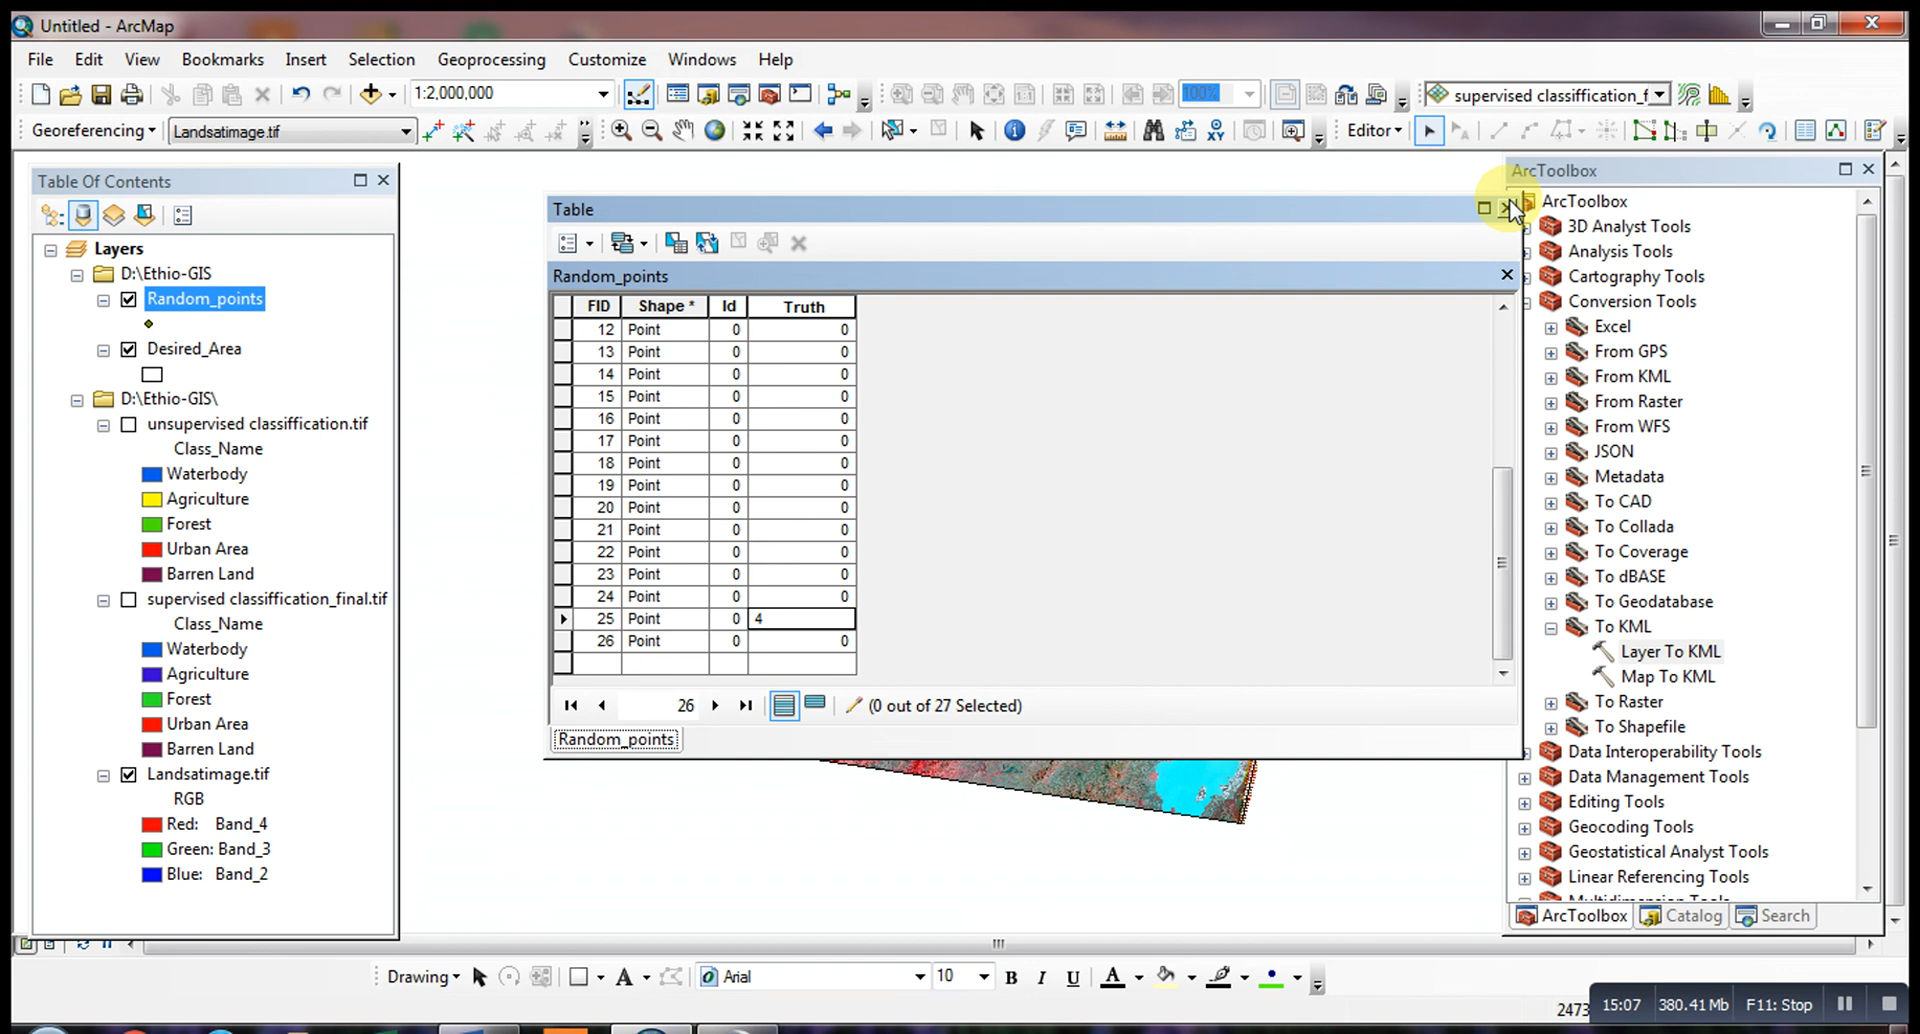 Untitled - ArcMap
File Edit View Bookmarks Insert Selection Geoprocessing Customize Windows Help
1:2,000,000 100% supervised classiffication_f
Georeferencing Landsatimage.tif Editor
Table Of Contents
Layers
D:\Ethio-GIS
Random_points
Desired_Area
D:\Ethio-GIS\
unsupervised classiffication.tif
Class_Name
Waterbody
Agriculture
Forest
Urban Area
Barren Land
supervised classiffication_final.tif
Class_Name
Waterbody
Agriculture
Forest
Urban Area
Barren Land
Landsatimage.tif
RGB
Red: Band_4
Green: Band_3
Blue: Band_2
Table
Random_points
FID Shape * Id Truth
12 Point 0 0
13 Point 0 0
14 Point 0 0
15 Point 0 0
16 Point 0 0
17 Point 0 0
18 Point 0 0
19 Point 0 0
20 Point 0 0
21 Point 0 0
22 Point 0 0
23 Point 0 0
24 Point 0 0
25 Point 0 4
26 Point 0 0
26 (0 out of 27 Selected)
Random_points
ArcToolbox
ArcToolbox
3D Analyst Tools
Analysis Tools
Cartography Tools
Conversion Tools
Excel
From GPS
From KML
From Raster
From WFS
JSON
Metadata
To CAD
To Collada
To Coverage
To dBASE
To Geodatabase
To KML
Layer To KML
Map To KML
To Raster
To Shapefile
Data Interoperability Tools
Data Management Tools
Editing Tools
Geocoding Tools
Geostatistical Analyst Tools
Linear Referencing Tools
ArcToolbox Catalog Search
Drawing A Arial 10 B I U A
2473
15:07 380.41 Mb F11: Stop